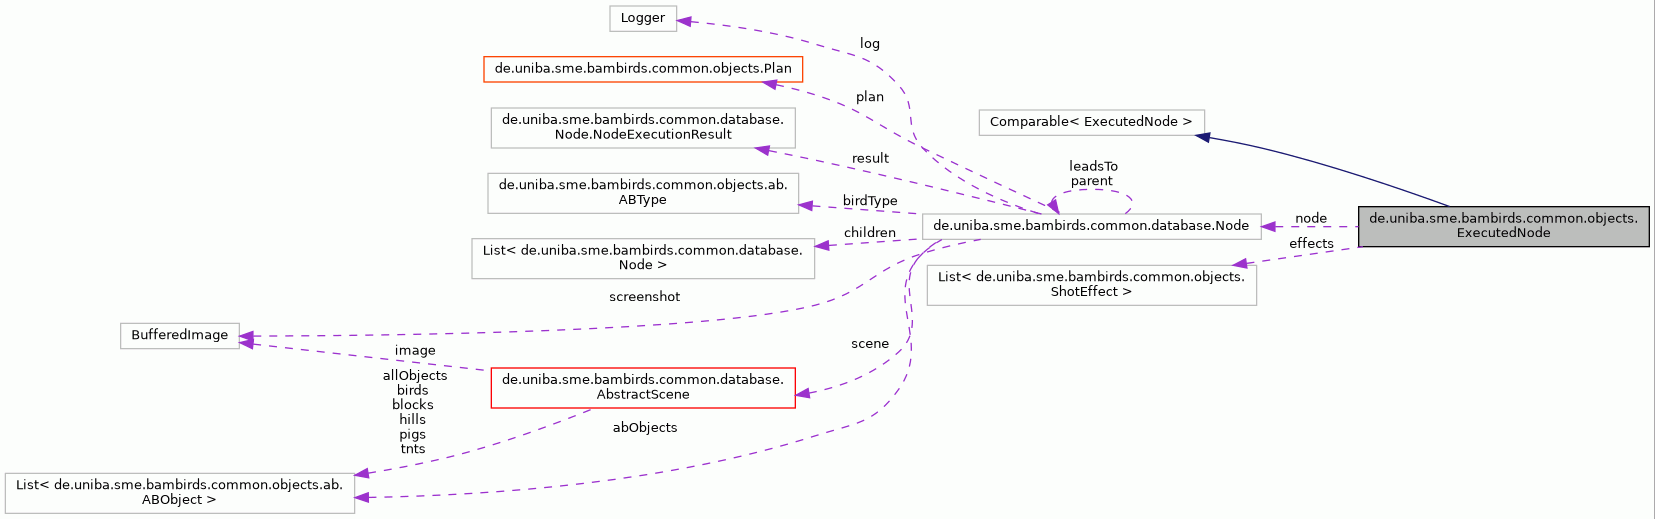 Logger
log
de.uniba.sme.bambirds.common.objects.Plan
plan
de.uniba.sme.bambirds.common.database.
Node.NodeExecutionResult
Comparable< ExecutedNode >
result
leadsTo
parent
de.uniba.sme.bambirds.common.objects.ab.
ABType
birdType
de.uniba.sme.bambirds.common.database.Node
node
de.uniba.sme.bambirds.common.objects.
ExecutedNode
children
effects
List< de.uniba.sme.bambirds.common.database.
Node >
List< de.uniba.sme.bambirds.common.objects.
ShotEffect >
screenshot
BufferedImage
image
scene
allObjects
birds
blocks
hills
pigs
tnts
de.uniba.sme.bambirds.common.database.
AbstractScene
abObjects
List< de.uniba.sme.bambirds.common.objects.ab.
ABObject >